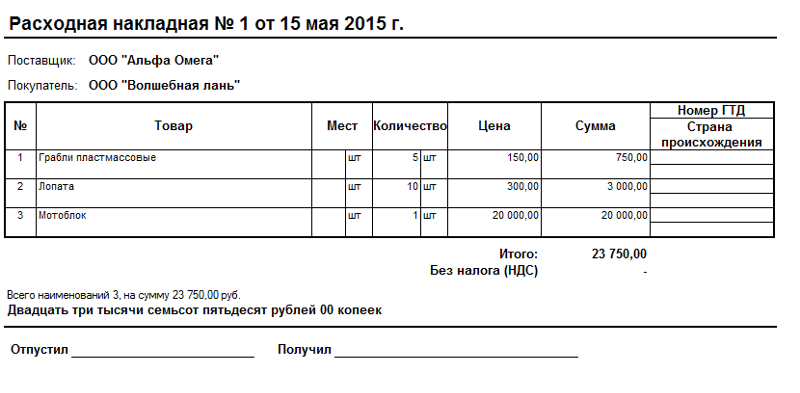 Расходная накладная № 1 от 15 мая 2015 г.
Поставщик: ООО "Альфа Омега"
Покупатель: ООО "Волшебная лань"
№ Товар Мест Количество Цена Сумма Номер ГТД
Страна
происхождения
1 Грабли пластмассовые шт 5 шт 150,00 750,00
2 Лопата шт 10 шт 300,00 3 000,00
3 Мотоблок шт 1 шт 20 000,00 20 000,00
Итого: 23 750,00
Без налога (НДС) -
Всего наименований 3, на сумму 23 750,00 руб.
Двадцать три тысячи семьсот пятьдесят рублей 00 копеек
Отпустил Получил